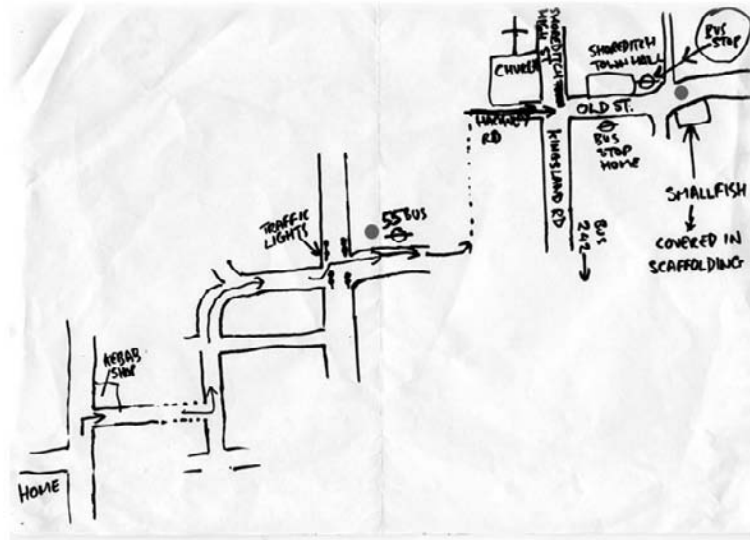 SHOREDITCH
HIGH ST
CHURCH
SHOREDITCH
TOWN HALL
BUS
STOP
HACKNEY
RD
OLD ST.
KINGSLAND RD
BUS
STOP
HOME
SMALLFISH
COVERED IN
SCAFFOLDING
BUS
242
TRAFFIC
LIGHTS
55 BUS
KEBAB
SHOP
HOME